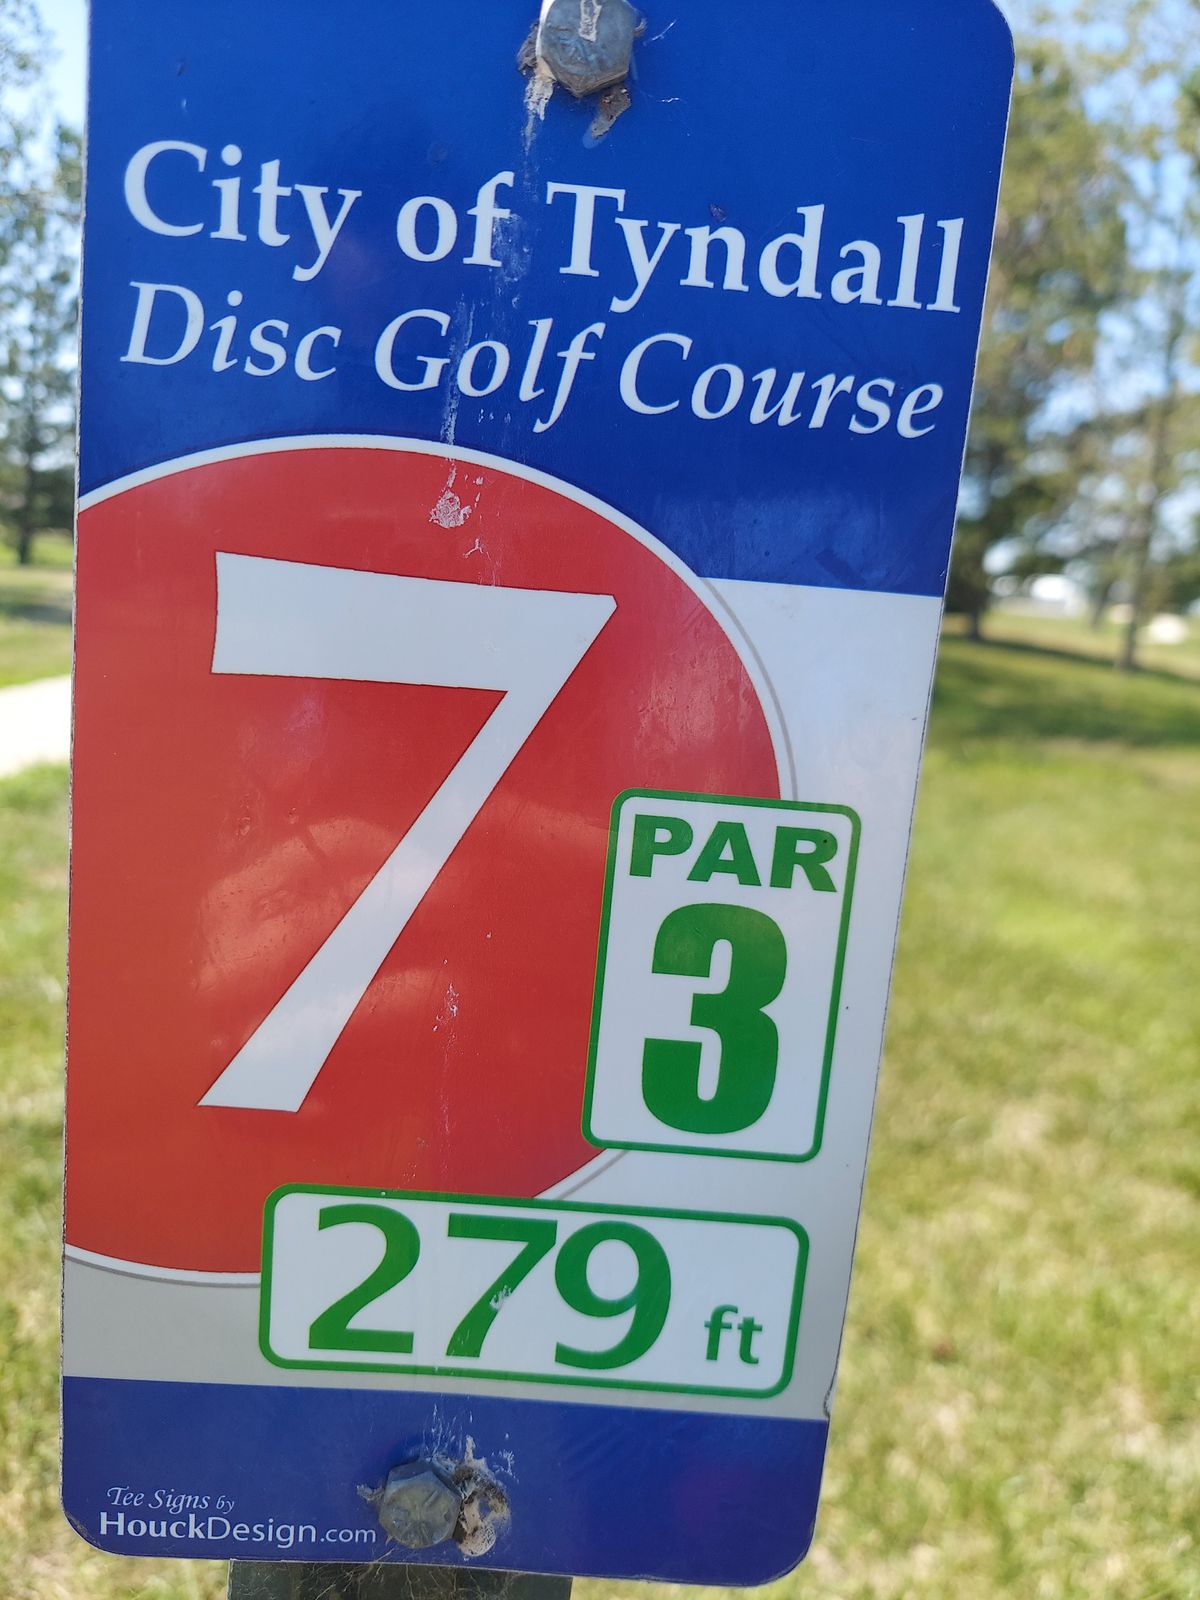 City of Tyndall
Disc Golf Course
7
PAR
3
279 ft
Tee Signs by
HouckDesign.com